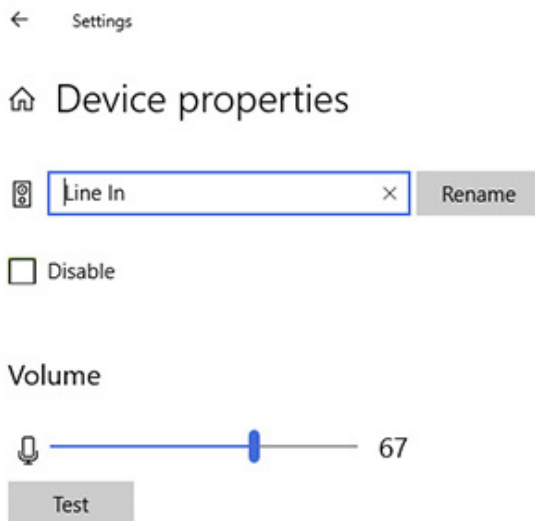 Settings
Device properties
Line In
Rename
Disable
Volume
67
Test